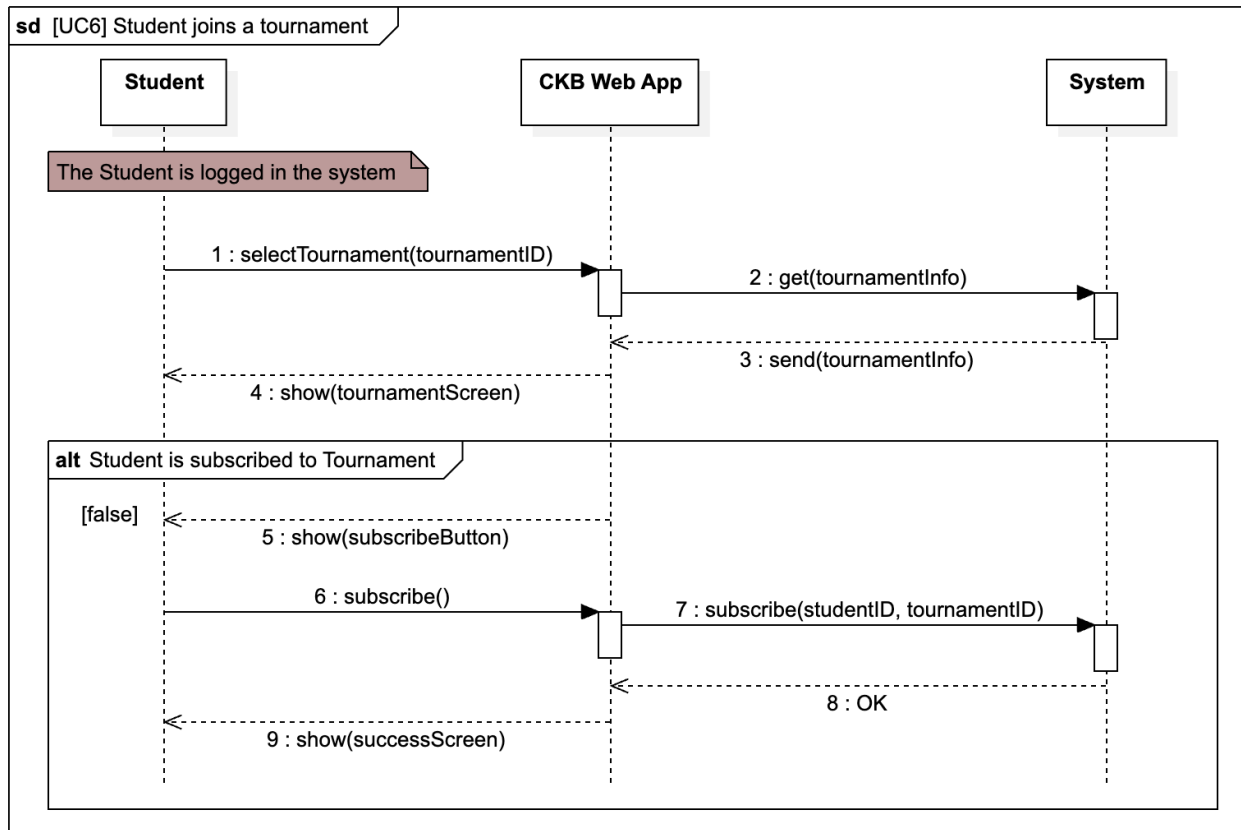 sd [UC6] Student joins a tournament
Student
CKB Web App
System
The Student is logged in the system
1 : selectTournament(tournamentID)
2 : get(tournamentInfo)
3 : send(tournamentInfo)
4 : show(tournamentScreen)
alt Student is subscribed to Tournament
[false]
5 : show(subscribeButton)
6 : subscribe()
7 : subscribe(studentID, tournamentID)
8 : OK
9 : show(successScreen)